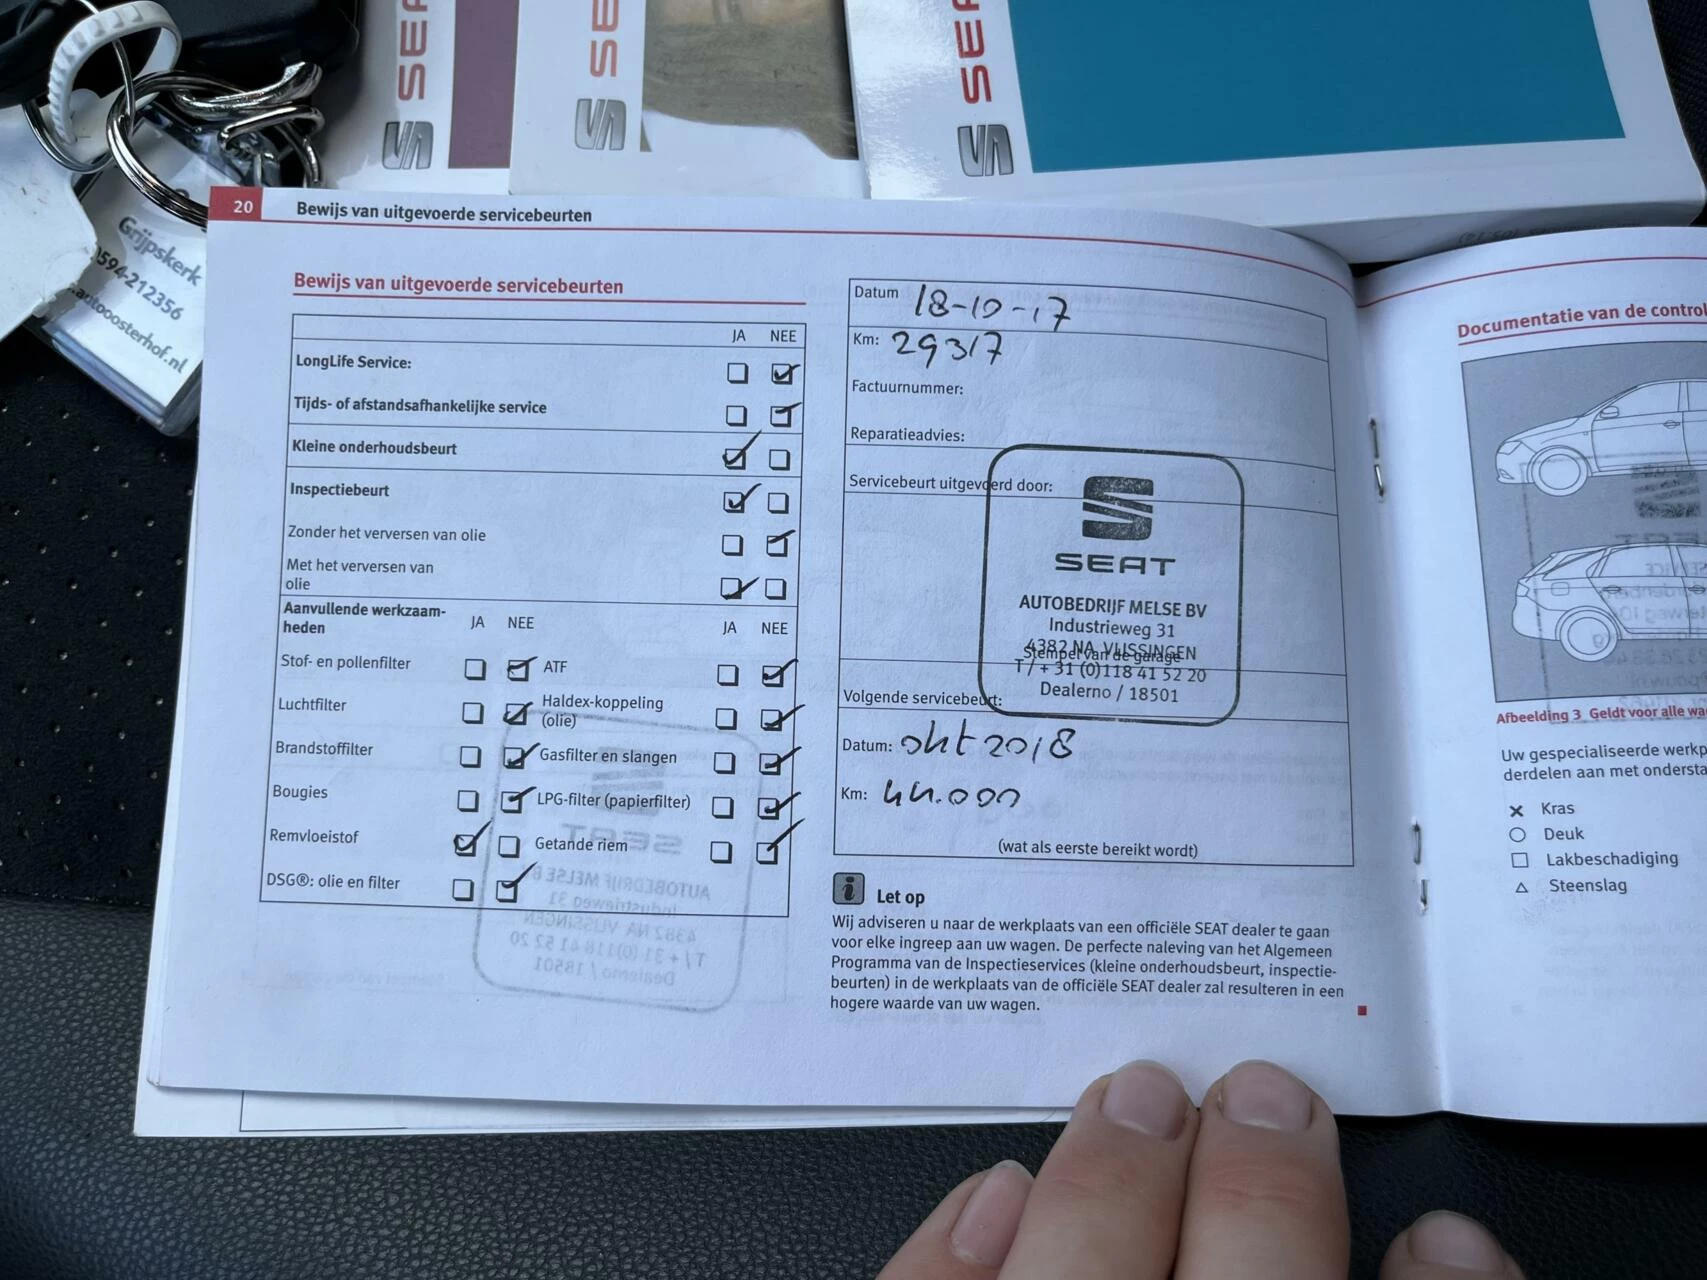 SEA
SE
SEA
Grijpskerk
0594-212356
.autooosterhof.nl
20
Bewijs van uitgevoerde servicebeurten
Bewijs van uitgevoerde servicebeurten
JA NEE
LongLife Service:
Tijds- of afstandsafhankelijke service
Kleine onderhoudsbeurt
Inspectiebeurt
Zonder het verversen van olie
Met het verversen van
olie
Aanvullende werkzaam-
heden
JA NEE JA NEE
Stof- en pollenfilter ATF
Luchtfilter Haldex-koppeling
(olie)
Brandstoffilter Gasfilter en slangen
Bougies LPG-filter (papierfilter)
Remvloeistof Getande riem
DSG®: olie en filter
Datum 18-10-17
Km: 29317
Factuurnummer:
Reparatieadvies:
Servicebeurt uitgevoerd door:
SEAT
AUTOBEDRIJF MELSE BV
Industrieweg 31
4382 NA VLISSINGEN
Stempel van de garage
T / + 31 (0)118 41 52 20
Dealerno / 18501
Volgende servicebeurt:
Datum: okt 2018
Km: 44.000
(wat als eerste bereikt wordt)
Let op
Wij adviseren u naar de werkplaats van een officiële SEAT dealer te gaan
voor elke ingreep aan uw wagen. De perfecte naleving van het Algemeen
Programma van de Inspectieservices (kleine onderhoudsbeurt, inspectie-
beurten) in de werkplaats van de officiële SEAT dealer zal resulteren in een
hogere waarde van uw wagen.
Documentatie van de control
Afbeelding 3 Geldt voor alle wa
Uw gespecialiseerde werkp
derdelen aan met ondersta
Kras
Deuk
Lakbeschadiging
Steenslag